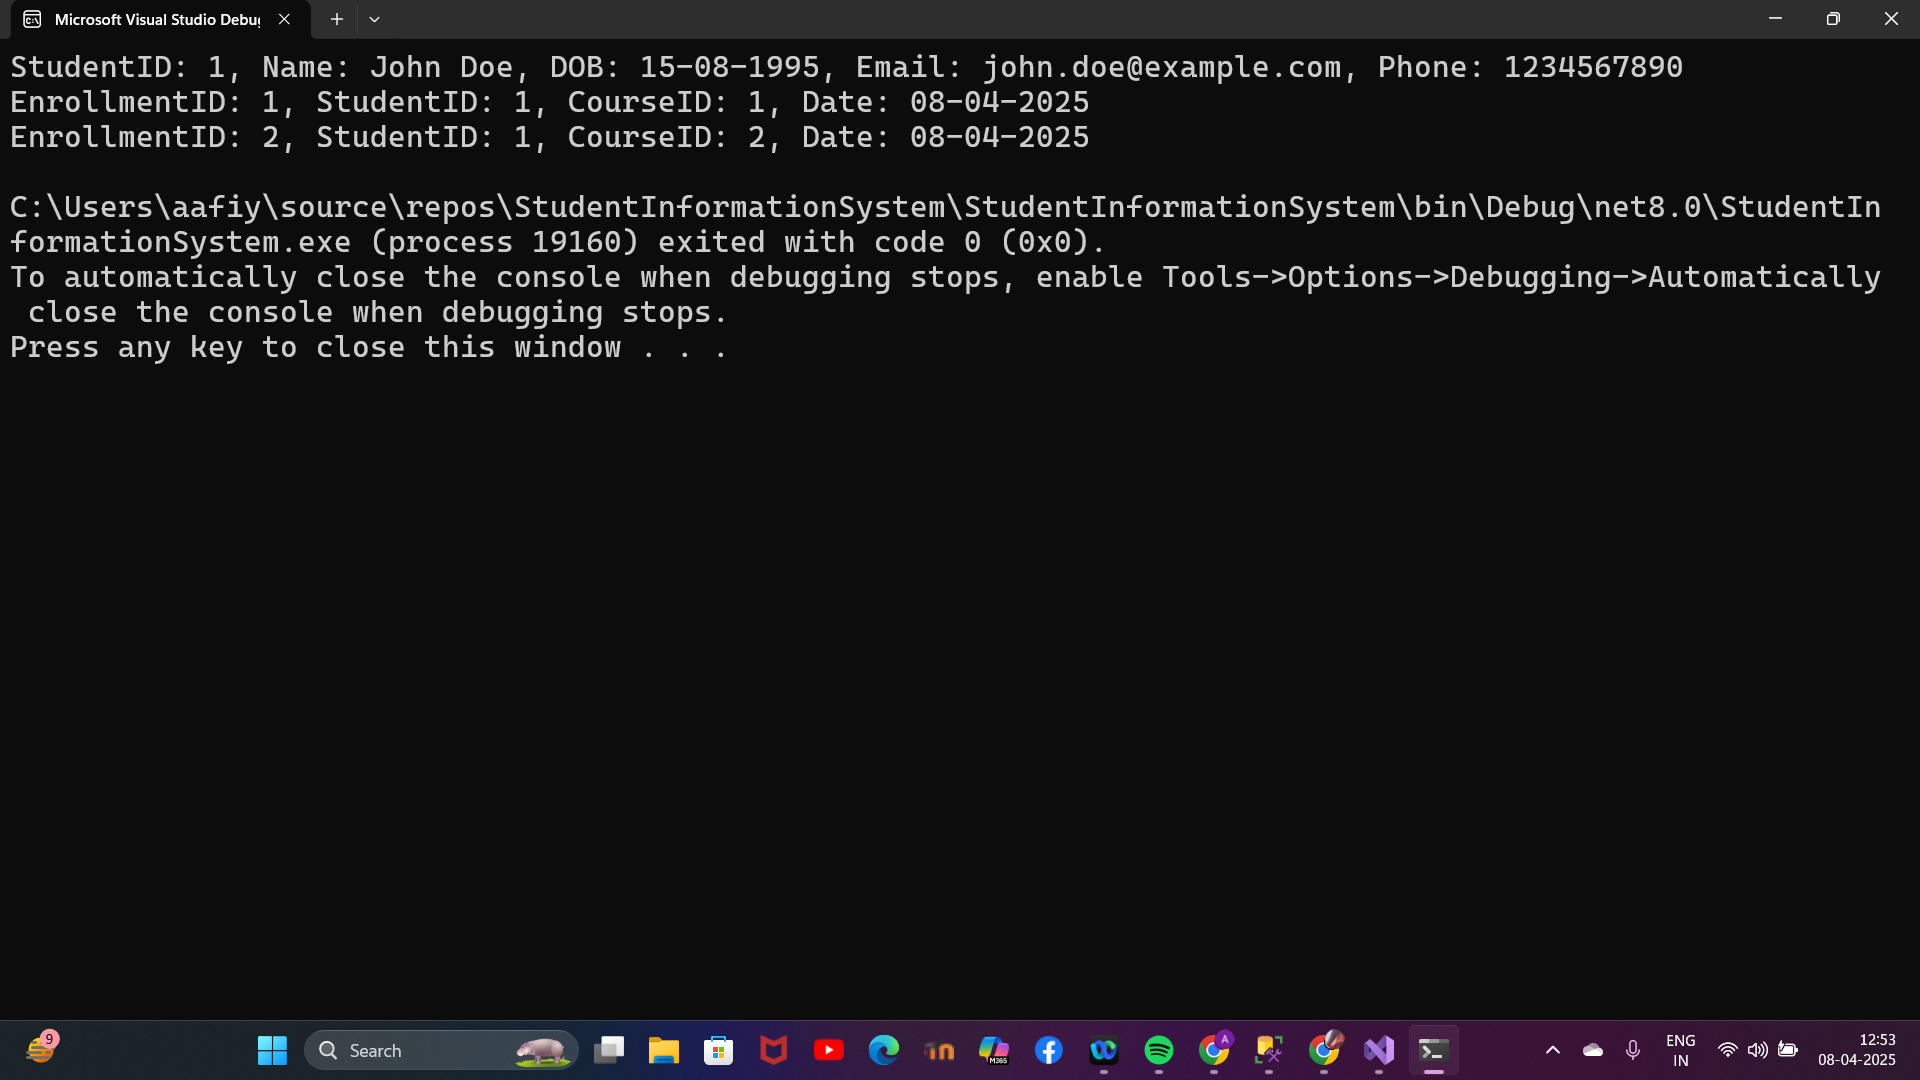 Microsoft Visual Studio Debu
StudentID: 1, Name: John Doe, DOB: 15-08-1995, Email: john.doe@example.com, Phone: 1234567890
EnrollmentID: 1, StudentID: 1, CourseID: 1, Date: 08-04-2025
EnrollmentID: 2, StudentID: 1, CourseID: 2, Date: 08-04-2025
C:\Users\aafiy\source\repos\StudentInformationSystem\StudentInformationSystem\bin\Debug\net8.0\StudentIn
formationSystem.exe (process 19160) exited with code 0 (0x0).
To automatically close the console when debugging stops, enable Tools->Options->Debugging->Automatically
close the console when debugging stops.
Press any key to close this window . . .
9
Search
M365
A
ENG
IN
12:53
08-04-2025